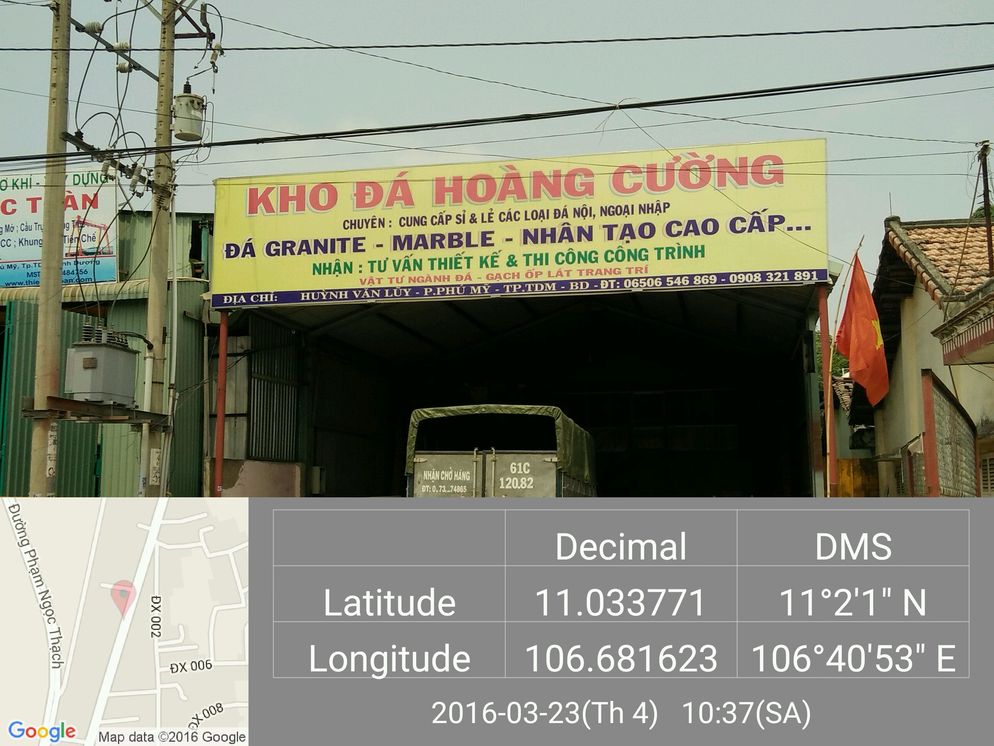 KHO ĐÁ HOÀNG CƯỜNG
CHUYÊN : CUNG CẤP SỈ & LẺ CÁC LOẠI ĐÁ NỘI, NGOẠI NHẬP
ĐÁ GRANITE - MARBLE - NHÂN TẠO CAO CẤP...
NHẬN : TƯ VẤN THIẾT KẾ & THI CÔNG CÔNG TRÌNH
VẬT TƯ NGÀNH ĐÁ - GẠCH ỐP LÁT TRANG TRÍ
ĐỊA CHỈ: HUỲNH VĂN LŨY - P.PHÚ MỸ - TP.TDM - BD -ĐT: 06506 546 869 - 0908 321 891
NHẬN CHỞ HÀNG
61C
120.82
Decimal DMS
Latitude 11.033771 11°2'1" N
Longitude 106.681623 106°40'53" E
2016-03-23(Th 4) 10:37(SA)
Đường Phạm Ngọc Thạch
ĐX 002
ĐX 006
ĐX 008
Google
Map data ©2016 Google